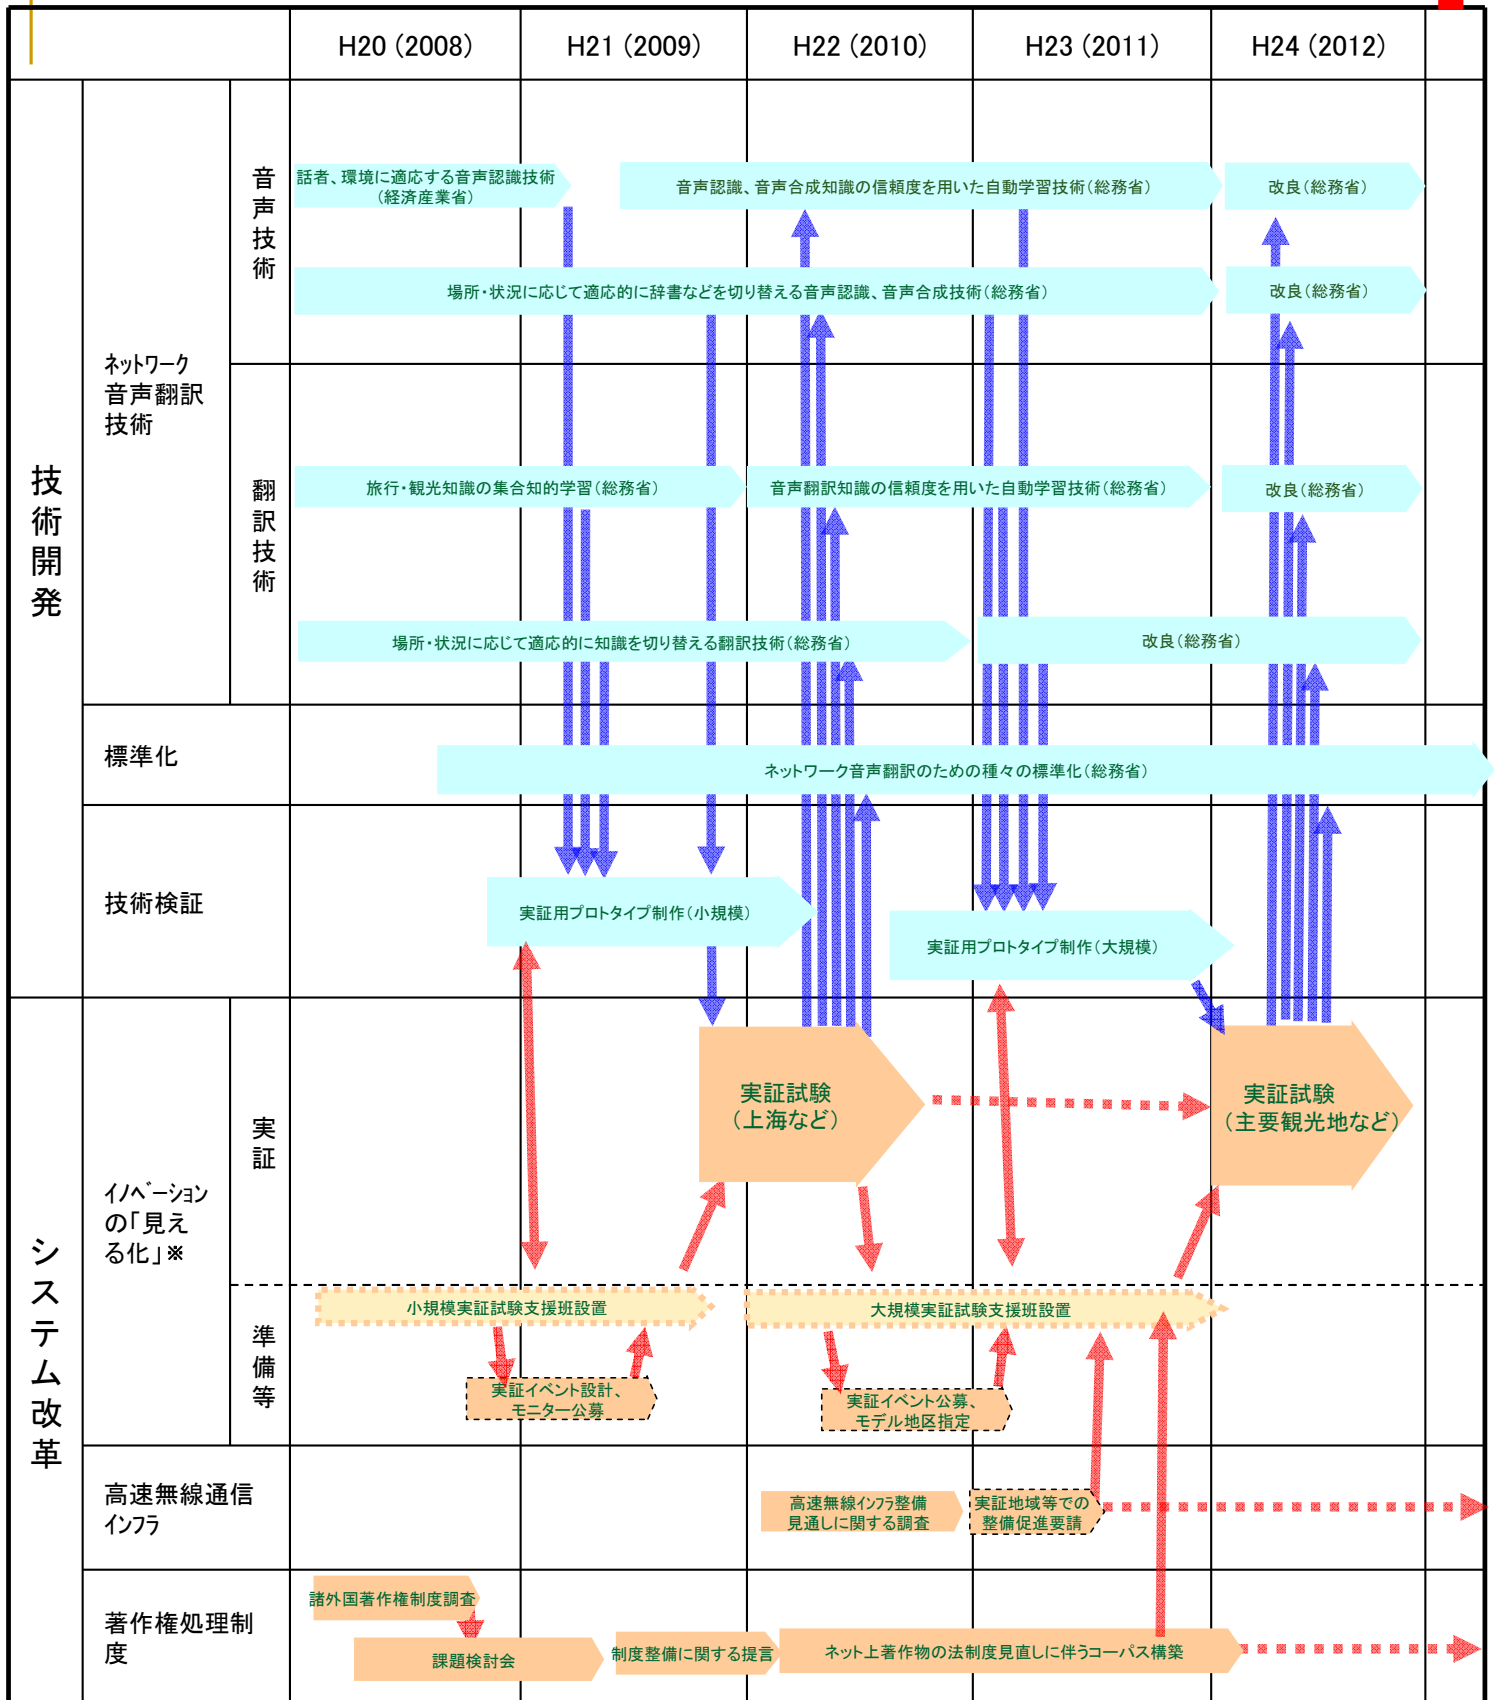 H20 (2008)
H21 (2009)
H22 (2010)
H23 (2011)
H24 (2012)
技術開発
ネットワーク
音声翻訳
技術
音声技術
話者、環境に適応する音声認識技術
(経済産業省)
音声認識、音声合成知識の信頼度を用いた自動学習技術(総務省)
改良(総務省)
場所・状況に応じて適応的に辞書などを切り替える音声認識、音声合成技術(総務省)
改良(総務省)
翻訳技術
旅行・観光知識の集合知的学習(総務省)
音声翻訳知識の信頼度を用いた自動学習技術(総務省)
改良(総務省)
場所・状況に応じて適応的に知識を切り替える翻訳技術(総務省)
改良(総務省)
標準化
ネットワーク音声翻訳のための種々の標準化(総務省)
技術検証
実証用プロトタイプ制作(小規模)
実証用プロトタイプ制作(大規模)
システム改革
イノベーション
の「見え
る化」※
実証
実証試験
(上海など)
実証試験
(主要観光地など)
準備等
小規模実証試験支援班設置
大規模実証試験支援班設置
実証イベント設計、
モニター公募
実証イベント公募、
モデル地区指定
高速無線通信
インフラ
高速無線インフラ整備
見通しに関する調査
実証地域等での
整備促進要請
著作権処理制
度
諸外国著作権制度調査
課題検討会
制度整備に関する提言
ネット上著作物の法制度見直しに伴うコーパス構築